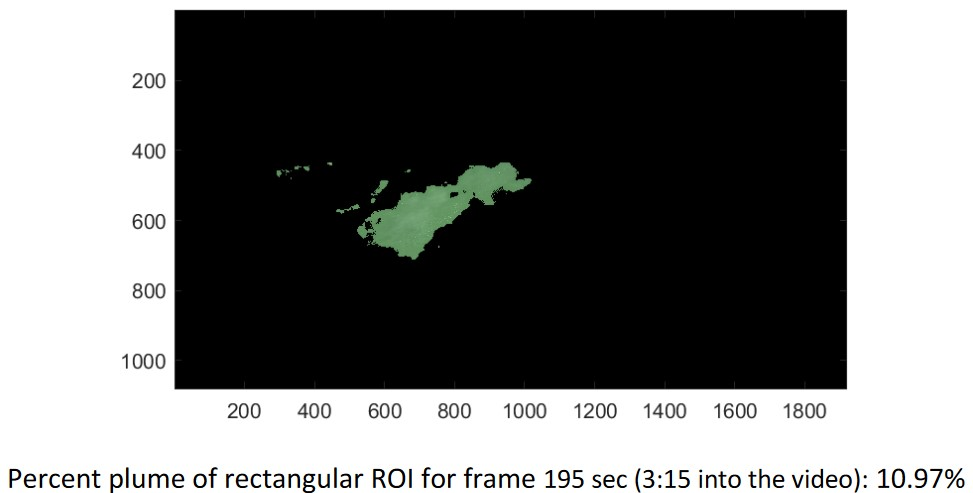 200
400
600
800
1000
200 400 600 800 1000 1200 1400 1600 1800
Percent plume of rectangular ROI for frame 195 sec (3:15 into the video): 10.97%